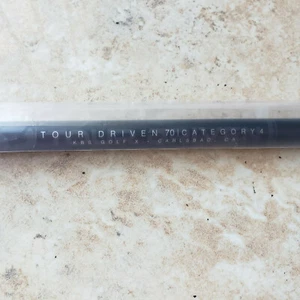 TOUR DRIVEN 70|CATEGORY 4
KBS GOLF CARLSBAD, CA